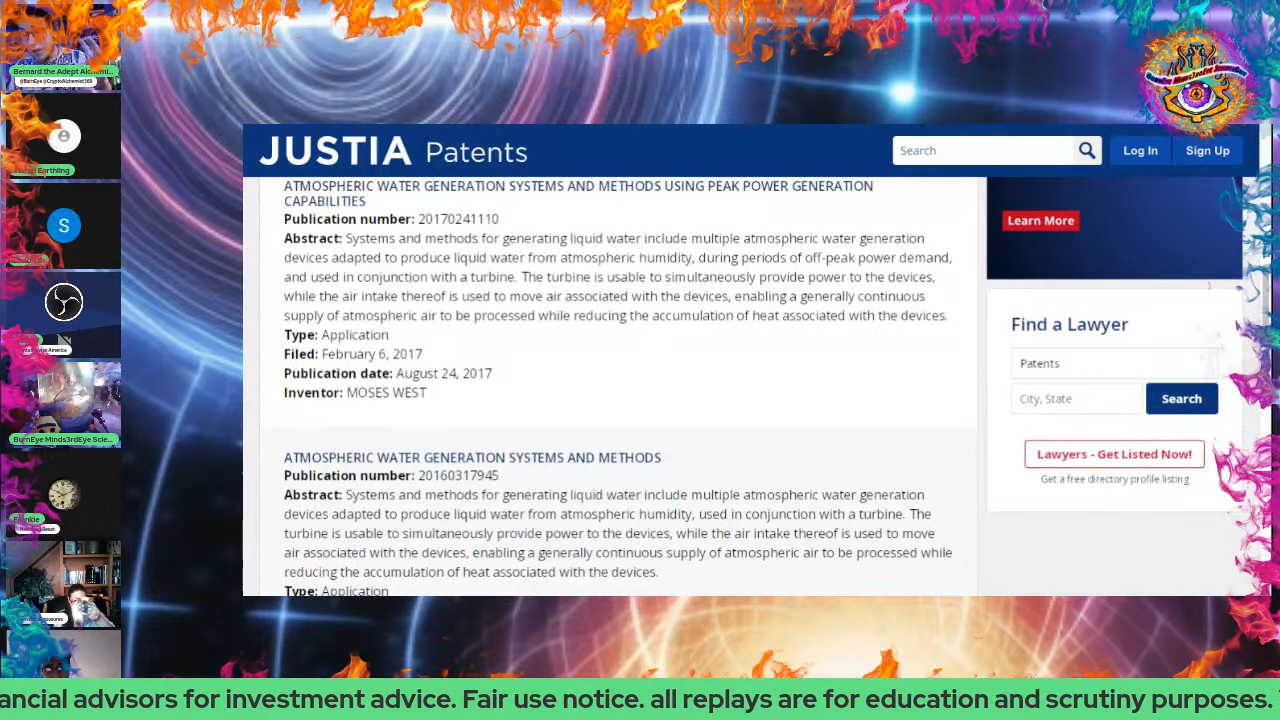 Bernard the Adept Alchemi...
@BurnEye @CryptoAlchemist369
Earthling
S
America
BurnEye Minds3rdEye Scie...
JUSTIA Patents
Search
Log In
Sign Up
ATMOSPHERIC WATER GENERATION SYSTEMS AND METHODS USING PEAK POWER GENERATION
CAPABILITIES
Publication number: 20170241110
Abstract: Systems and methods for generating liquid water include multiple atmospheric water generation
devices adapted to produce liquid water from atmospheric humidity, during periods of off-peak power demand,
and used in conjunction with a turbine. The turbine is usable to simultaneously provide power to the devices,
while the air intake thereof is used to move air associated with the devices, enabling a generally continuous
supply of atmospheric air to be processed while reducing the accumulation of heat associated with the devices.
Type: Application
Filed: February 6, 2017
Publication date: August 24, 2017
Inventor: MOSES WEST
ATMOSPHERIC WATER GENERATION SYSTEMS AND METHODS
Publication number: 20160317945
Abstract: Systems and methods for generating liquid water include multiple atmospheric water generation
devices adapted to produce liquid water from atmospheric humidity, used in conjunction with a turbine. The
turbine is usable to simultaneously provide power to the devices, while the air intake thereof is used to move
air associated with the devices, enabling a generally continuous supply of atmospheric air to be processed while
reducing the accumulation of heat associated with the devices.
Type: Application
Learn More
Find a Lawyer
Patents
City, State
Search
Lawyers - Get Listed Now!
Get a free directory profile listing
ancial advisors for investment advice. Fair use notice. all replays are for education and scrutiny purposes.